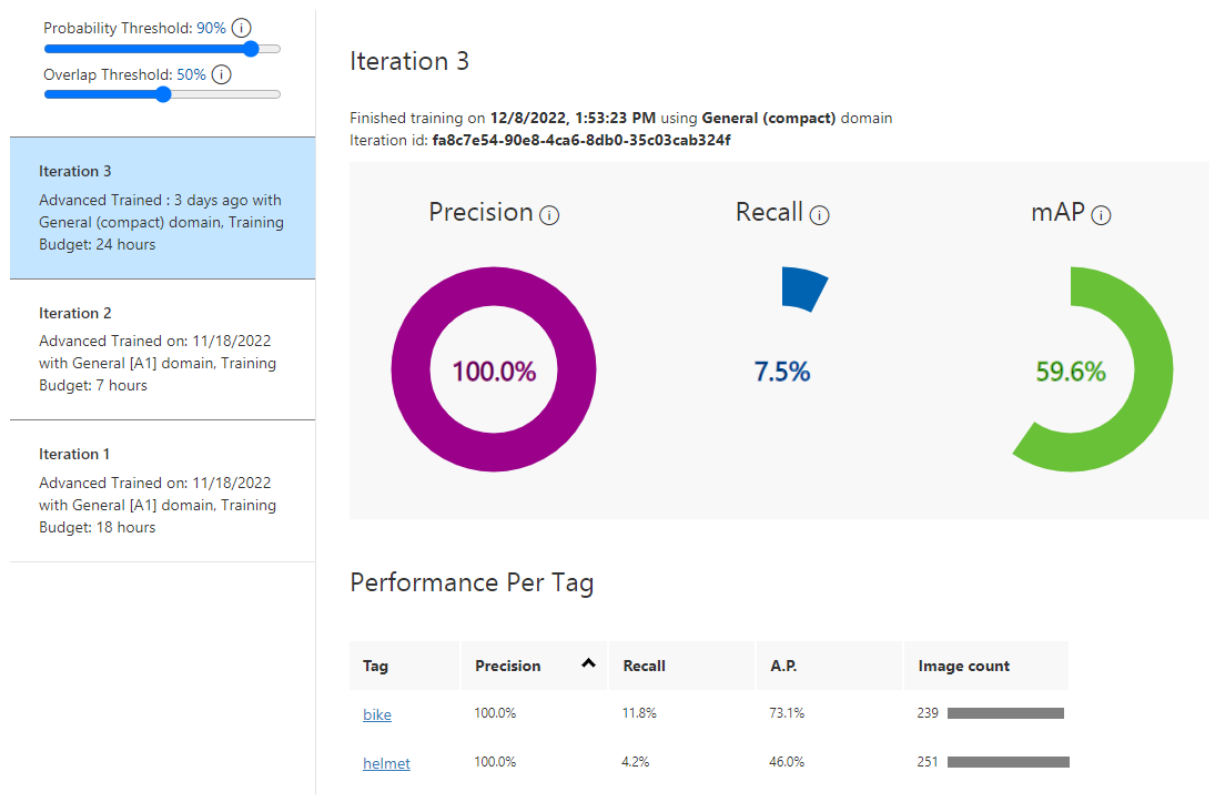 Probability Threshold: 90%
Overlap Threshold: 50%
Iteration 3
Advanced Trained : 3 days ago with
General (compact) domain, Training
Budget: 24 hours
Iteration 2
Advanced Trained on: 11/18/2022
with General [A1] domain, Training
Budget: 7 hours
Iteration 1
Advanced Trained on: 11/18/2022
with General [A1] domain, Training
Budget: 18 hours
Iteration 3
Finished training on 12/8/2022, 1:53:23 PM using General (compact) domain
Iteration id: fa8c7e54-90e8-4ca6-8db0-35c03cab324f
Precision Recall mAP
100.0% 7.5% 59.6%
Performance Per Tag
Tag Precision Recall A.P. Image count
bike 100.0% 11.8% 73.1% 239
helmet 100.0% 4.2% 46.0% 251